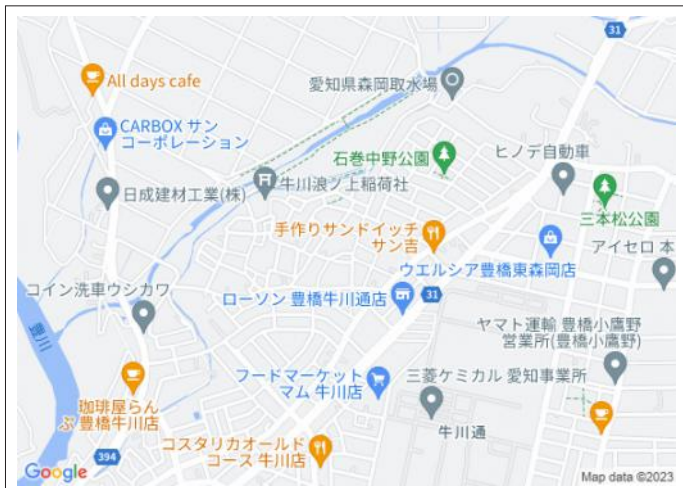 31
All days cafe
愛知県森岡取水場
CARBOX サン
コーポレーション
石巻中野公園
ヒノデ自動車
日成建材工業(株)
牛川浪ノ上稲荷社
三本松公園
手作りサンドイッチ
サン吉
ウエルシア豊橋東森岡店
アイセロ 本
コイン洗車ウシカワ
ローソン 豊橋牛川通店
31
豊川
ヤマト運輸 豊橋小鷹野
営業所(豊橋小鷹野)
フードマーケット
マム 牛川店
三菱ケミカル 愛知事業所
珈琲屋らん
ぷ 豊橋牛川店
牛川通
コスタリカオールド
コース 牛川店
394
Google
Map data ©2023